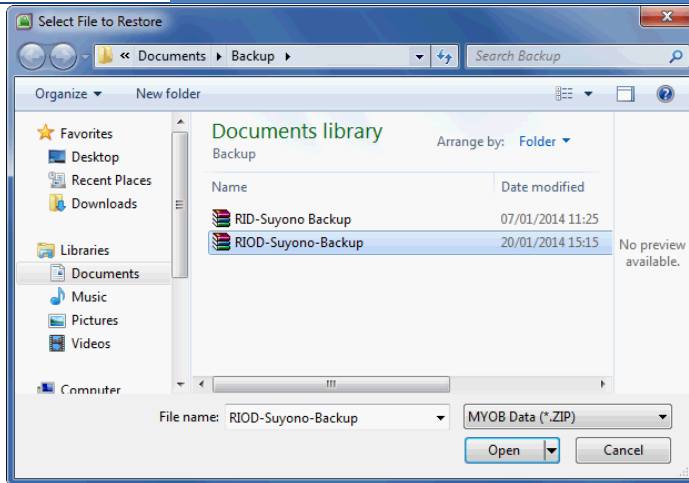 Select File to Restore
« Documents Backup
Search Backup
Organize New folder
Favorites
Desktop
Recent Places
Downloads
Libraries
Documents
Music
Pictures
Videos
Computer
Documents library
Backup
Arrange by: Folder
Name Date modified
RID-Suyono Backup 07/01/2014 11:25
RIOD-Suyono-Backup 20/01/2014 15:15
No preview
available.
File name: RIOD-Suyono-Backup MYOB Data (*.ZIP)
Open Cancel